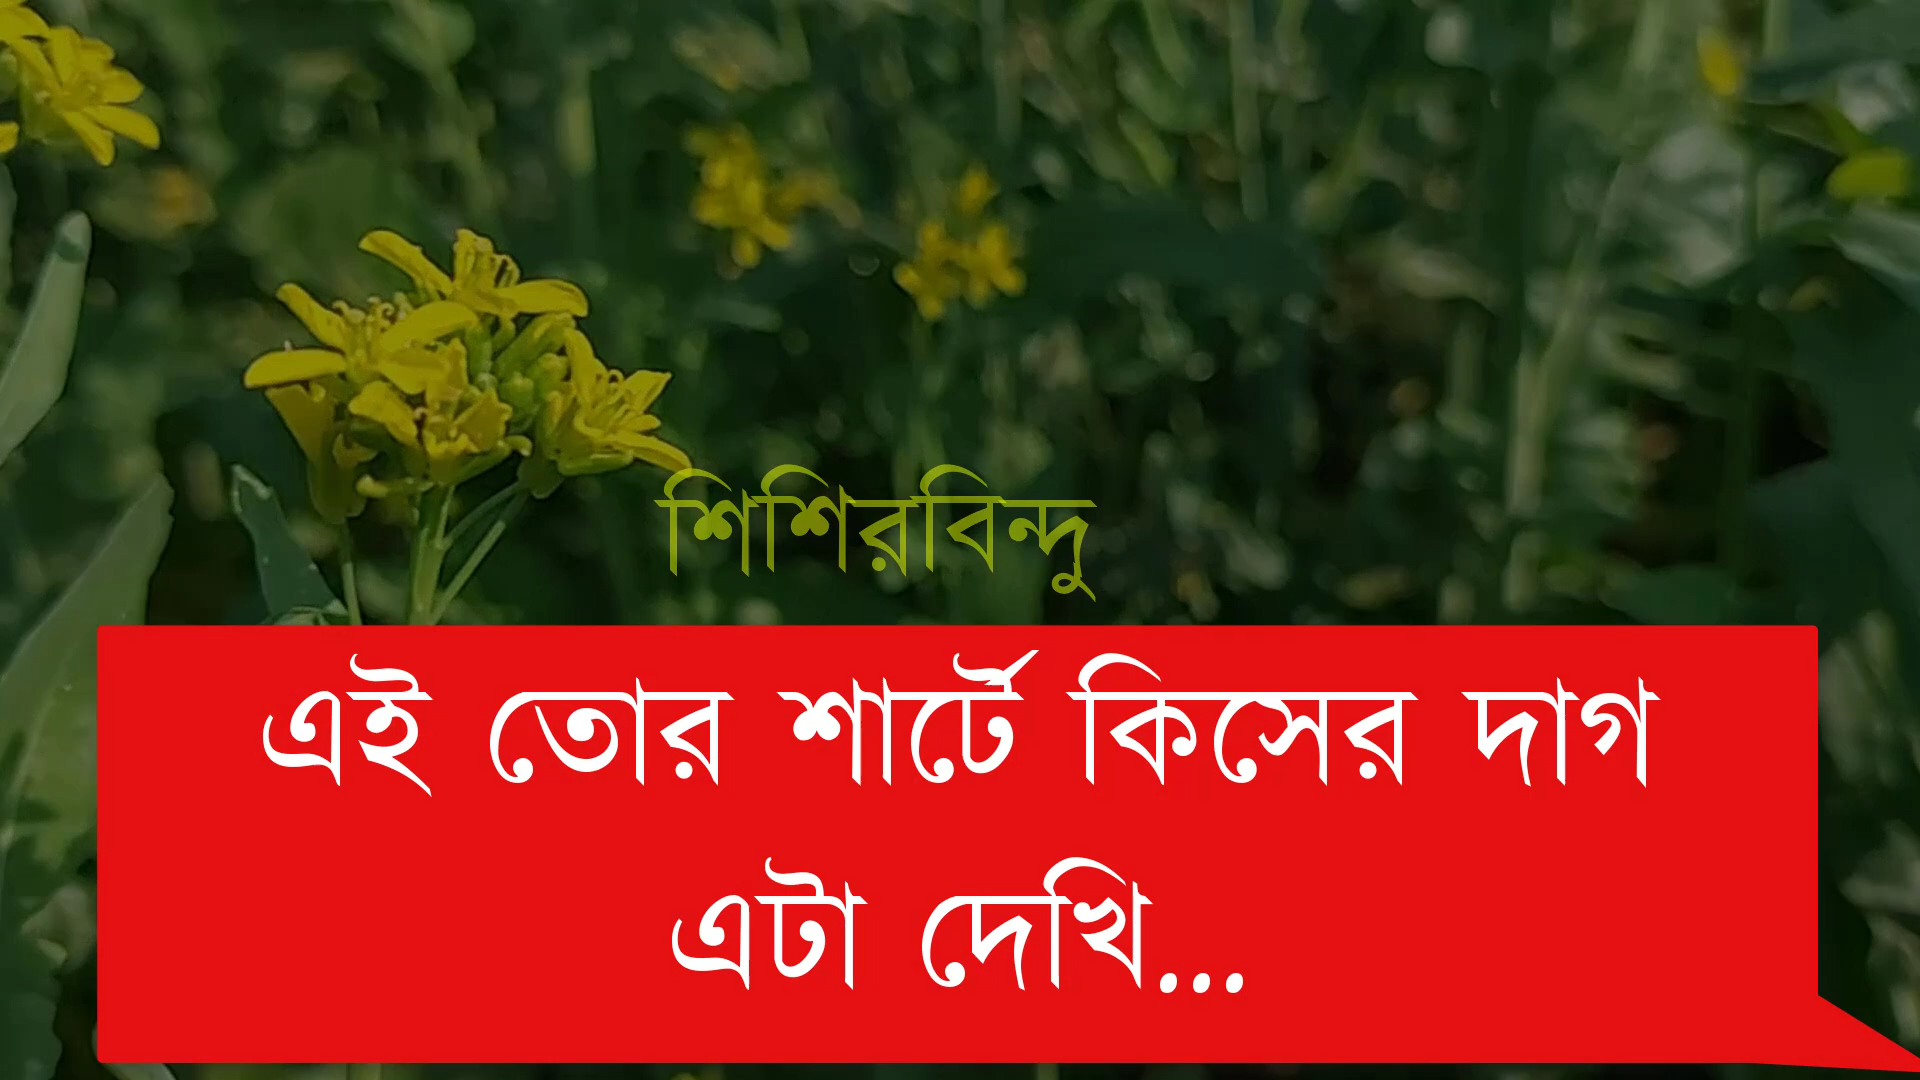 শিশিরবিন্দু
এই তোর শার্টে কিসের দাগ
এটা দেখি...